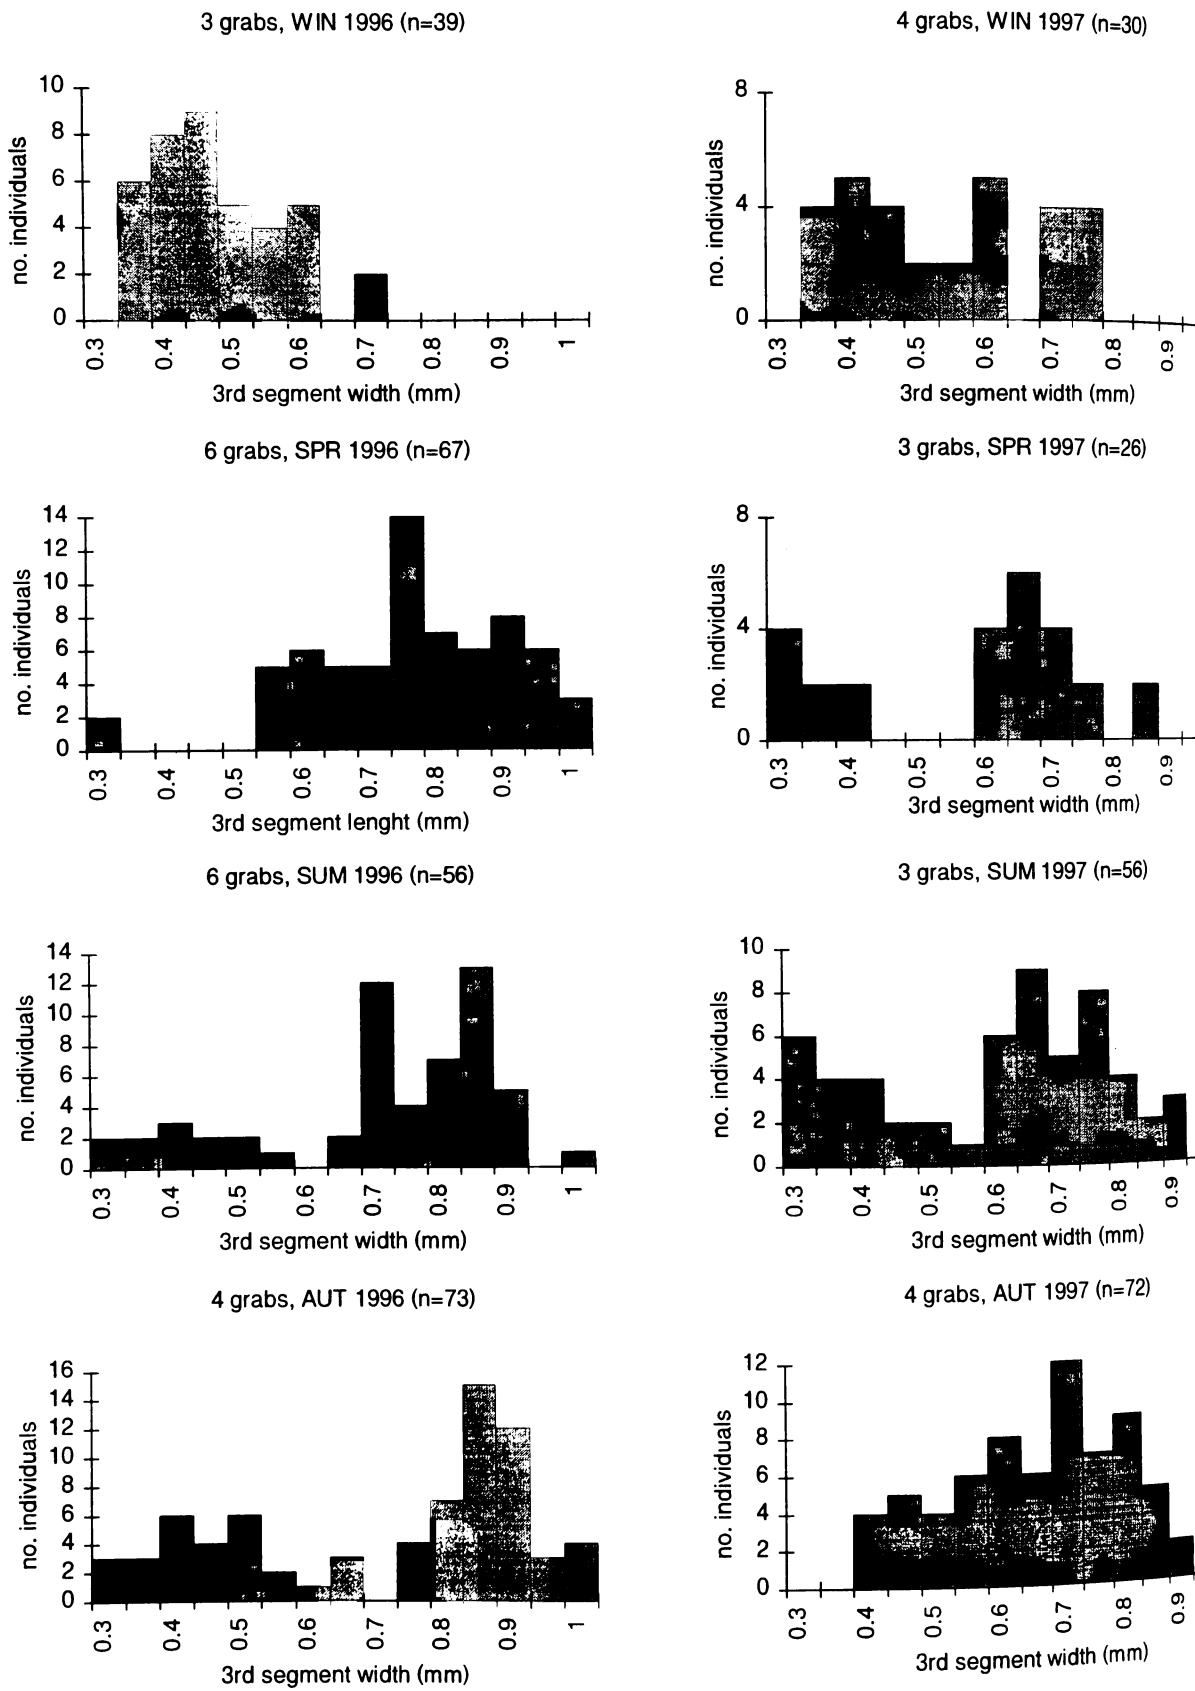 3 grabs, WIN 1996 (n=39)
10
8
6
4
2
0
no. individuals
0.3 0.4 0.5 0.6 0.7 0.8 0.9 1
3rd segment width (mm)
4 grabs, WIN 1997 (n=30)
8
4
0
no. individuals
0.3 0.4 0.5 0.6 0.7 0.8 0.9
3rd segment width (mm)
6 grabs, SPR 1996 (n=67)
14
12
10
8
6
4
2
0
no. individuals
0.3 0.4 0.5 0.6 0.7 0.8 0.9 1
3rd segment lenght (mm)
3 grabs, SPR 1997 (n=26)
8
4
0
no. individuals
0.3 0.4 0.5 0.6 0.7 0.8 0.9
3rd segment width (mm)
6 grabs, SUM 1996 (n=56)
14
12
10
8
6
4
2
0
no. individuals
0.3 0.4 0.5 0.6 0.7 0.8 0.9 1
3rd segment width (mm)
3 grabs, SUM 1997 (n=56)
10
8
6
4
2
0
no. individuals
0.3 0.4 0.5 0.6 0.7 0.8 0.9
3rd segment width (mm)
4 grabs, AUT 1996 (n=73)
16
14
12
10
8
6
4
2
0
no. individuals
0.3 0.4 0.5 0.6 0.7 0.8 0.9 1
3rd segment width (mm)
4 grabs, AUT 1997 (n=72)
12
10
8
6
4
2
0
no. individuals
0.3 0.4 0.5 0.6 0.7 0.8 0.9
3rd segment width (mm)